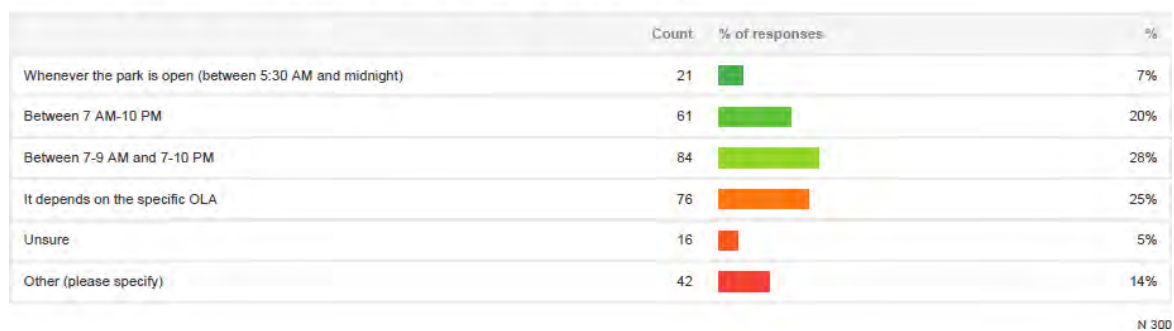 Count % of responses %
Whenever the park is open (between 5:30 AM and midnight) 21 7%
Between 7 AM-10 PM 61 20%
Between 7-9 AM and 7-10 PM 84 28%
It depends on the specific OLA 76 25%
Unsure 16 5%
Other (please specify) 42 14%
N 300